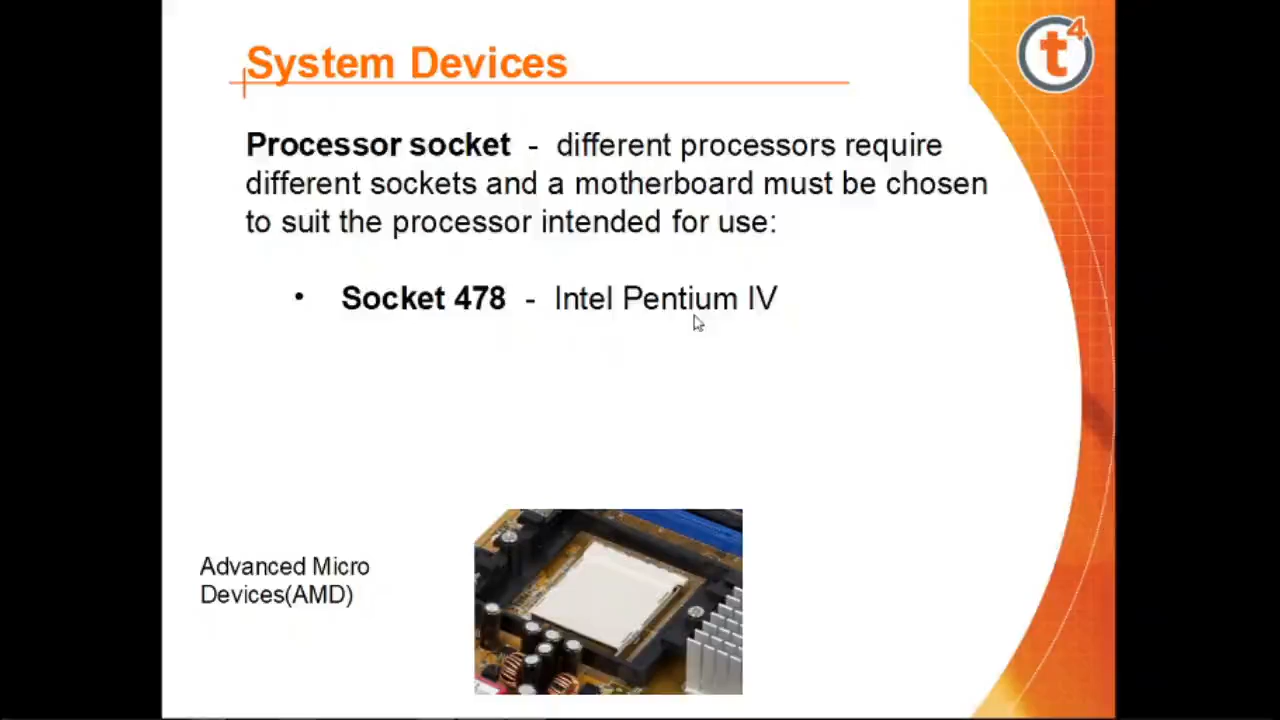 System Devices
t4
Processor socket - different processors require
different sockets and a motherboard must be chosen
to suit the processor intended for use:
• Socket 478 - Intel Pentium IV
Advanced Micro
Devices(AMD)